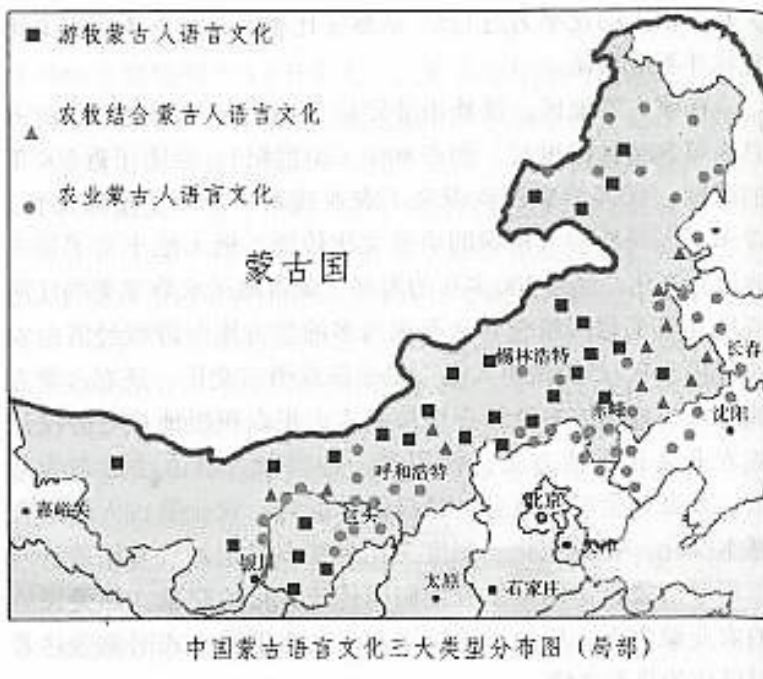 游牧蒙古人语言文化
农牧结合蒙古人语言文化
农业蒙古人语言文化
蒙古国
长春
锡林浩特
赤峰
沈阳
呼和浩特
北京
嘉峪关
包头
银川
太原
石家庄
中国蒙古语言文化三大类型分布图（局部）